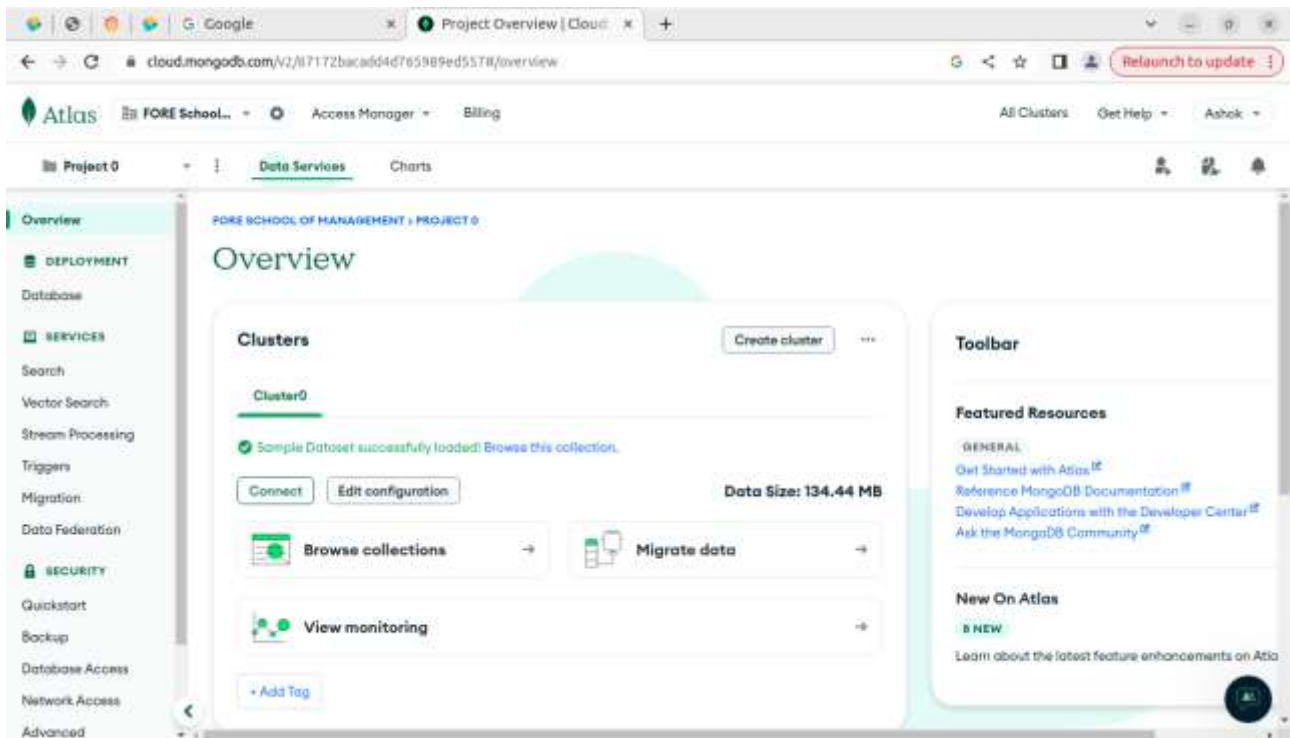 G Google
Project Overview | Cloud
cloud.mongodb.com/v2/
Relaunch to update
Atlas
FORE School...
Access Manager
Billing
All Clusters
Get Help
Ashok
Project 0
Data Services
Charts
Overview
DEPLOYMENT
Database
SERVICES
Search
Vector Search
Stream Processing
Triggers
Migration
Data Federation
SECURITY
Quickstart
Backup
Database Access
Network Access
Advanced
FORE SCHOOL OF MANAGEMENT › PROJECT 0
Overview
Clusters
Create cluster
Cluster0
Sample Dataset successfully loaded! Browse this collection.
Connect
Edit configuration
Data Size: 134.44 MB
Browse collections
Migrate data
View monitoring
+ Add Tag
Toolbar
Featured Resources
GENERAL
Get Started with Atlas
Reference MongoDB Documentation
Develop Applications with the Developer Center
Ask the MongoDB Community
New On Atlas
NEW
Learn about the latest feature enhancements on Atla